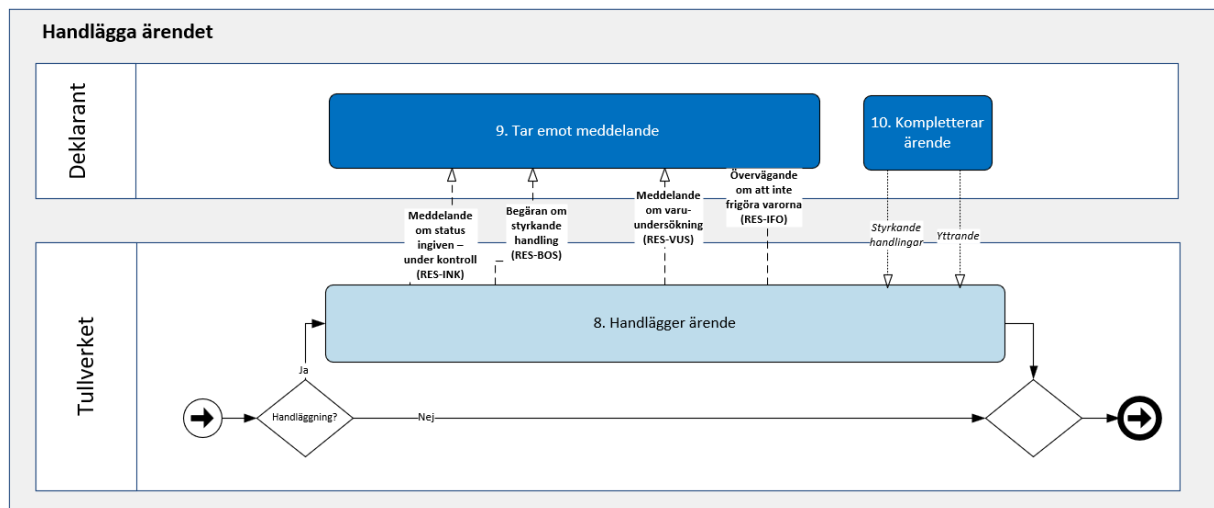 Handlägga ärendet
Deklarant
9. Tar emot meddelande
10. Kompletterar
ärende
Meddelande
om status
ingiven –
under kontroll
(RES-INK)
Begäran om
styrkande
handling
(RES-BOS)
Meddelande
om varu-
undersökning
(RES-VUS)
Övervägande
om att inte
frigöra varorna
(RES-IFO)
Styrkande
handlingar
Yttrande
Tullverket
8. Handlägger ärende
Ja
Handläggning?
Nej